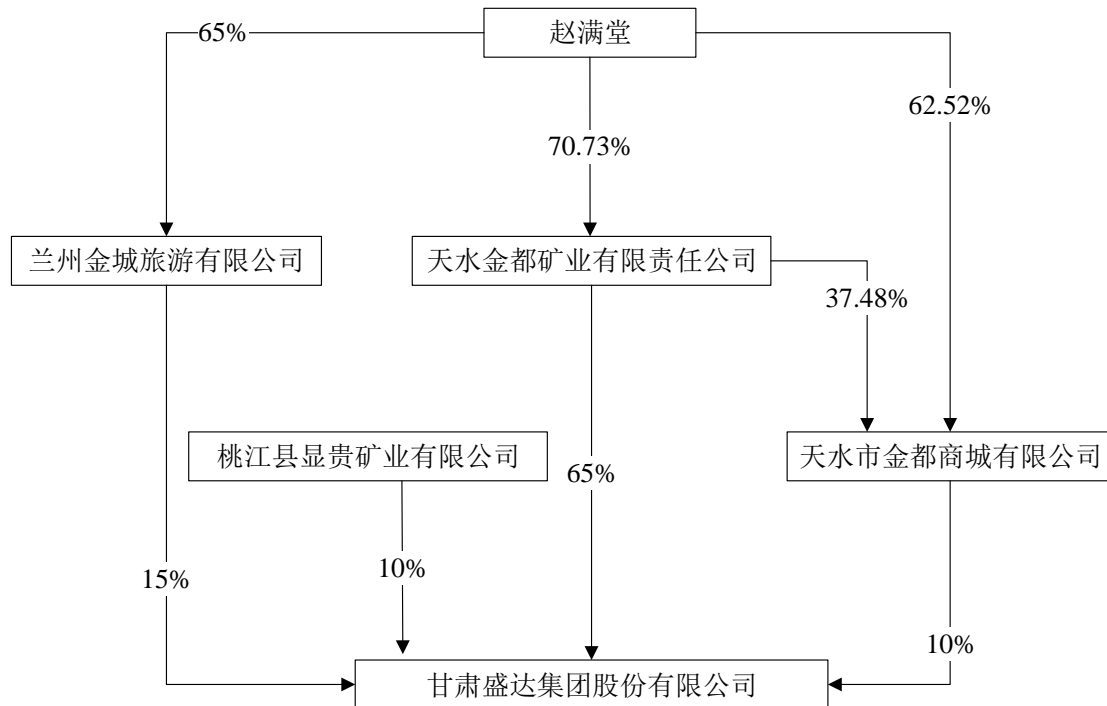 65%
赵满堂
62.52%
70.73%
兰州金城旅游有限公司
天水金都矿业有限责任公司
37.48%
桃江县显贵矿业有限公司
天水市金都商城有限公司
65%
15%
10%
10%
甘肃盛达集团股份有限公司